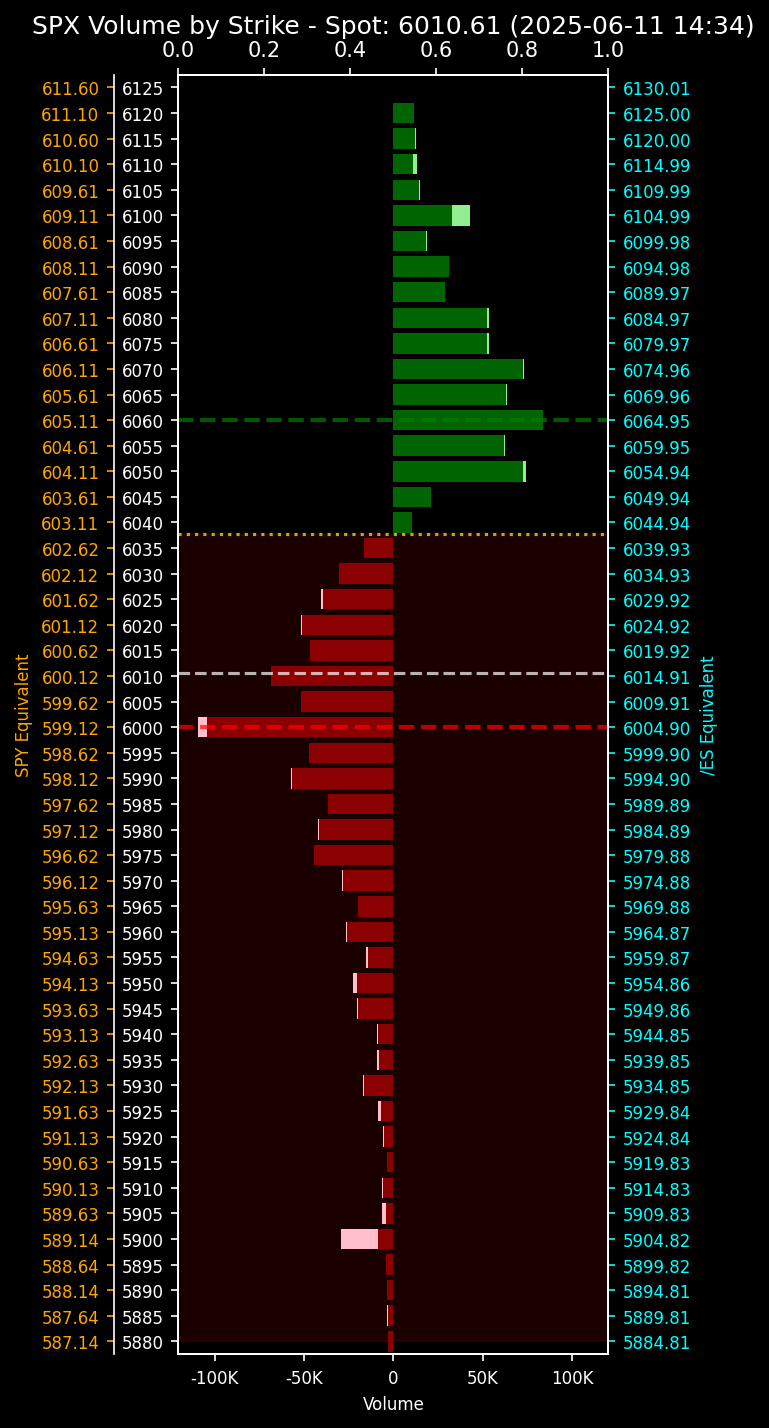 SPX Volume by Strike - Spot: 6010.61 (2025-06-11 14:34)
0.0 0.2 0.4 0.6 0.8 1.0
611.60 6125 6130.01
611.10 6120 6125.00
610.60 6115 6120.00
610.10 6110 6114.99
609.61 6105 6109.99
609.11 6100 6104.99
608.61 6095 6099.98
608.11 6090 6094.98
607.61 6085 6089.97
607.11 6080 6084.97
606.61 6075 6079.97
606.11 6070 6074.96
605.61 6065 6069.96
605.11 6060 6064.95
604.61 6055 6059.95
604.11 6050 6054.94
603.61 6045 6049.94
603.11 6040 6044.94
602.62 6035 6039.93
602.12 6030 6034.93
601.62 6025 6029.92
601.12 6020 6024.92
600.62 6015 6019.92
600.12 6010 6014.91
599.62 6005 6009.91
599.12 6000 6004.90
598.62 5995 5999.90
598.12 5990 5994.90
597.62 5985 5989.89
597.12 5980 5984.89
596.62 5975 5979.88
596.12 5970 5974.88
595.63 5965 5969.88
595.13 5960 5964.87
594.63 5955 5959.87
594.13 5950 5954.86
593.63 5945 5949.86
593.13 5940 5944.85
592.63 5935 5939.85
592.13 5930 5934.85
591.63 5925 5929.84
591.13 5920 5924.84
590.63 5915 5919.83
590.13 5910 5914.83
589.63 5905 5909.83
589.14 5900 5904.82
588.64 5895 5899.82
588.14 5890 5894.81
587.64 5885 5889.81
587.14 5880 5884.81
SPY Equivalent
/ES Equivalent
-100K -50K 0 50K 100K
Volume